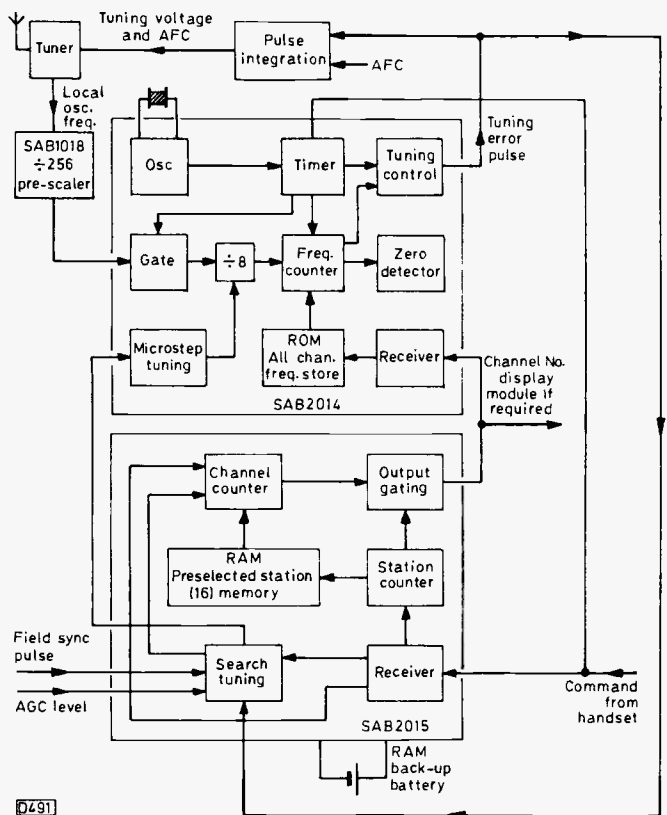 Tuning voltage
and AFC
Tuner
Pulse
integration
AFC
Local
osc.
freq.
Tuning
error
pulse
SAB1018
÷256
pre-scaler
Osc
Timer
Tuning
control
Gate
÷8
Freq.
counter
Zero
detector
Microstep
tuning
ROM
All chan.
freq. store
Receiver
SAB2014
Channel No.
display
module if
required
Channel
counter
Output
gating
RAM
Preselected station
(16) memory
Station
counter
Field sync
pulse
Search
tuning
Receiver
AGC level
Command
from
handset
SAB2015
RAM
back-up
battery
D491